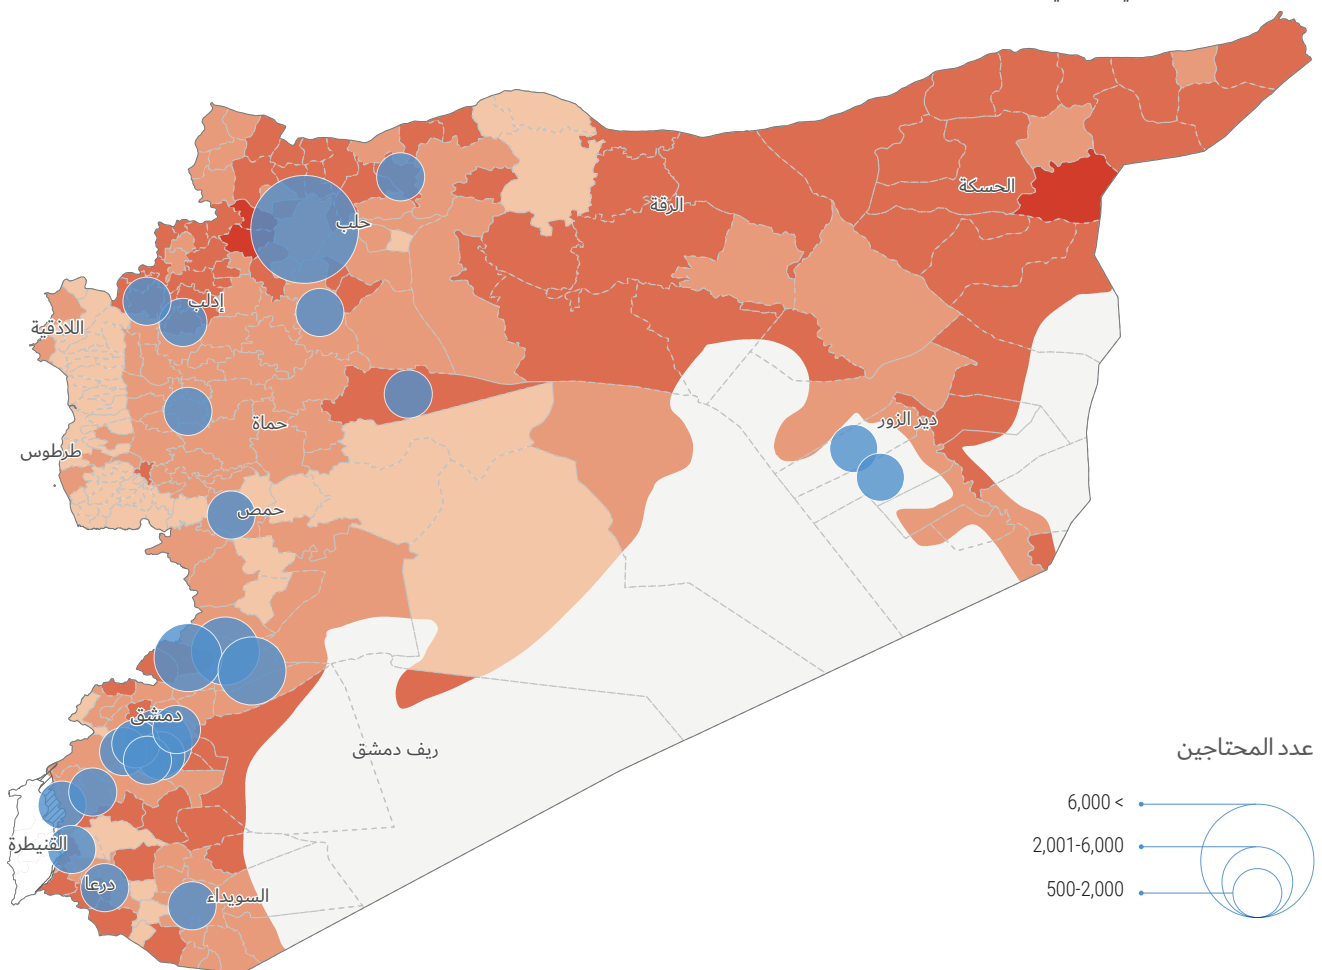 الحسكة
الرقة
حلب
إدلب
اللاذقية
دير الزور
حماة
طرطوس
حمص
دمشق
ريف دمشق
القنيطرة
درعا
السويداء
عدد المحتاجين
6,000 <
2,001-6,000
500-2,000